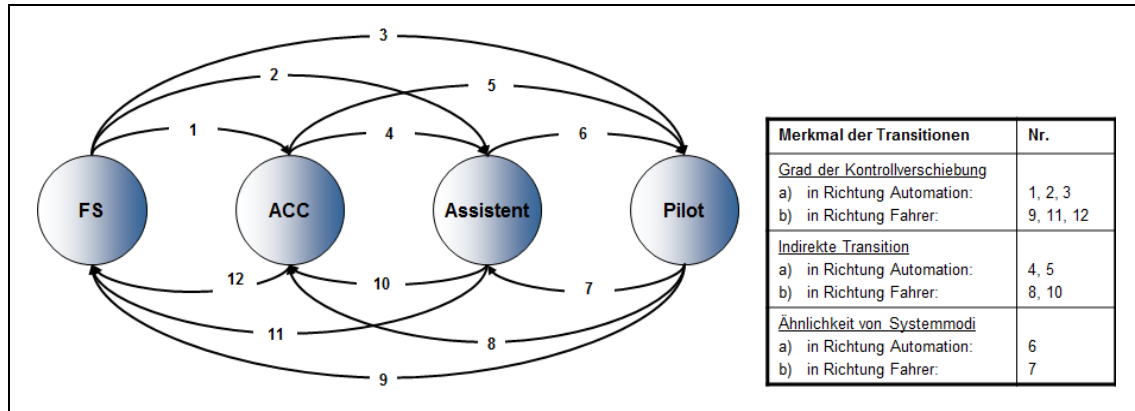 3
2
5
1
4
6
FS
ACC
Assistent
Pilot
12
10
7
11
8
9
Merkmal der Transitionen Nr.
Grad der Kontrollverschiebung
a) in Richtung Automation: 1, 2, 3
b) in Richtung Fahrer: 9, 11, 12
Indirekte Transition
a) in Richtung Automation: 4, 5
b) in Richtung Fahrer: 8, 10
Ähnlichkeit von Systemmodi
a) in Richtung Automation: 6
b) in Richtung Fahrer: 7